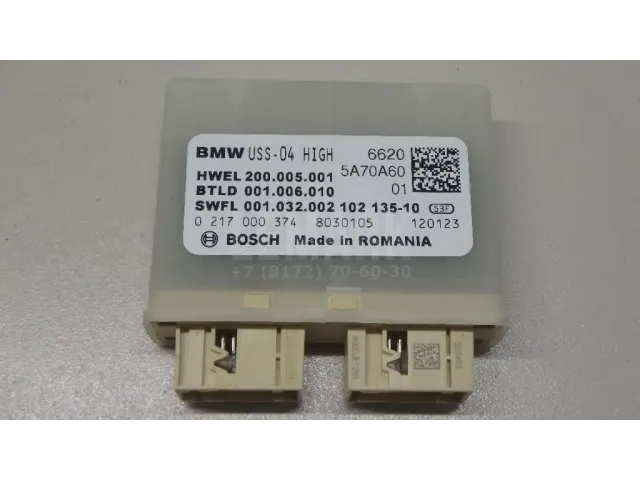 BMW USS-04 HIGH 6620
HWEL 200.005.001 5A70A60
BTLD 001.006.010 01
SWFL 001.032.002 102 135-10 S3F
0 217 000 374 8030105 120123
BOSCH Made in ROMANIA
+7 (8172) 70-60-30